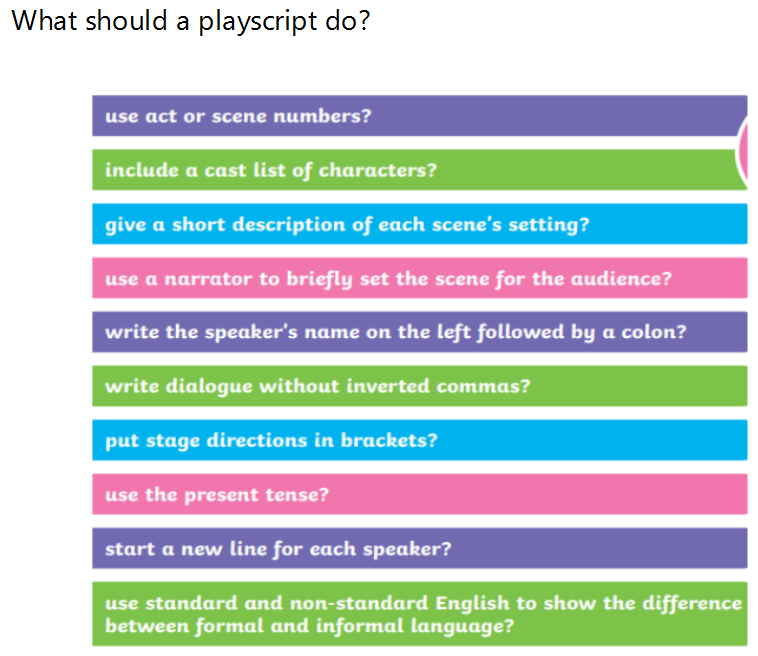 What should a playscript do?
use act or scene numbers?
include a cast list of characters?
give a short description of each scene's setting?
use a narrator to briefly set the scene for the audience?
write the speaker's name on the left followed by a colon?
write dialogue without inverted commas?
put stage directions in brackets?
use the present tense?
start a new line for each speaker?
use standard and non-standard English to show the difference
between formal and informal language?